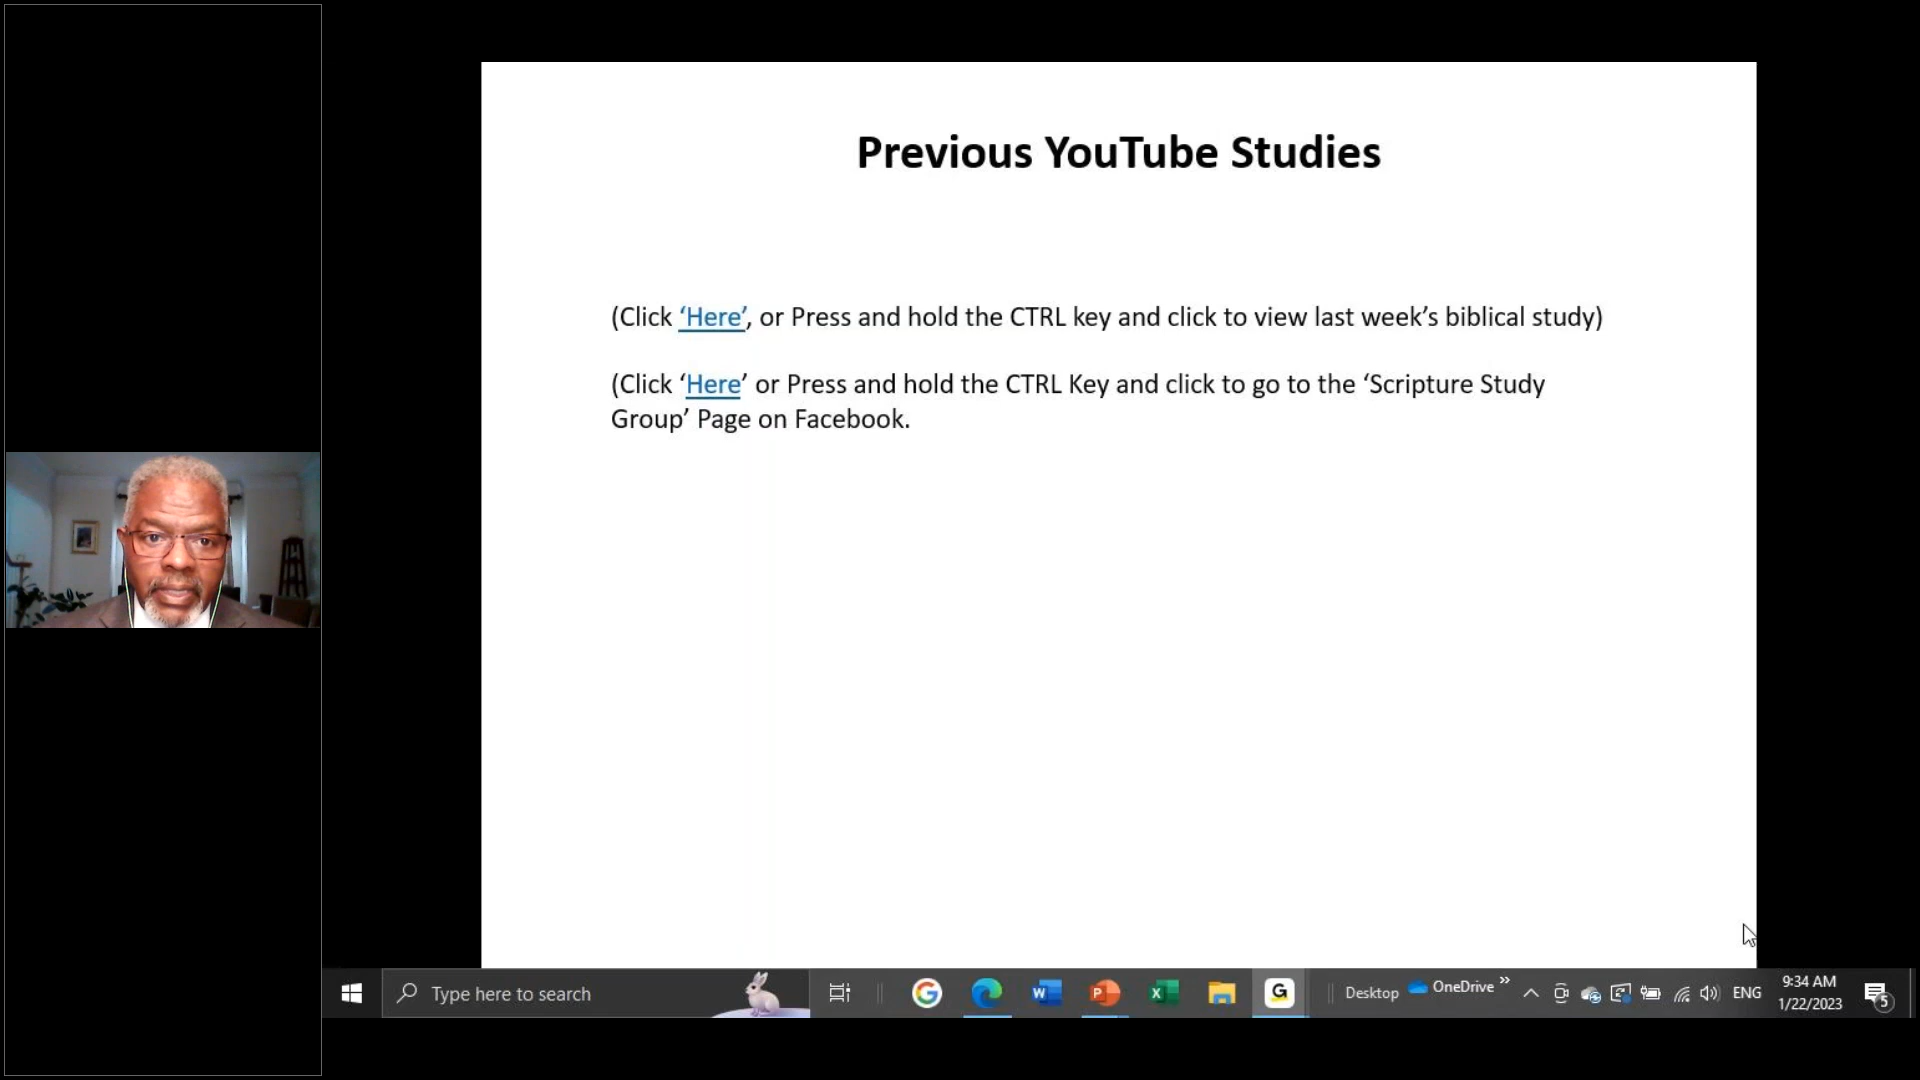 Previous YouTube Studies
(Click ‘Here’, or Press and hold the CTRL key and click to view last week’s biblical study)
(Click ‘Here’ or Press and hold the CTRL Key and click to go to the ‘Scripture Study
Group’ Page on Facebook.
Type here to search
Desktop
OneDrive
ENG
9:34 AM
1/22/2023
5